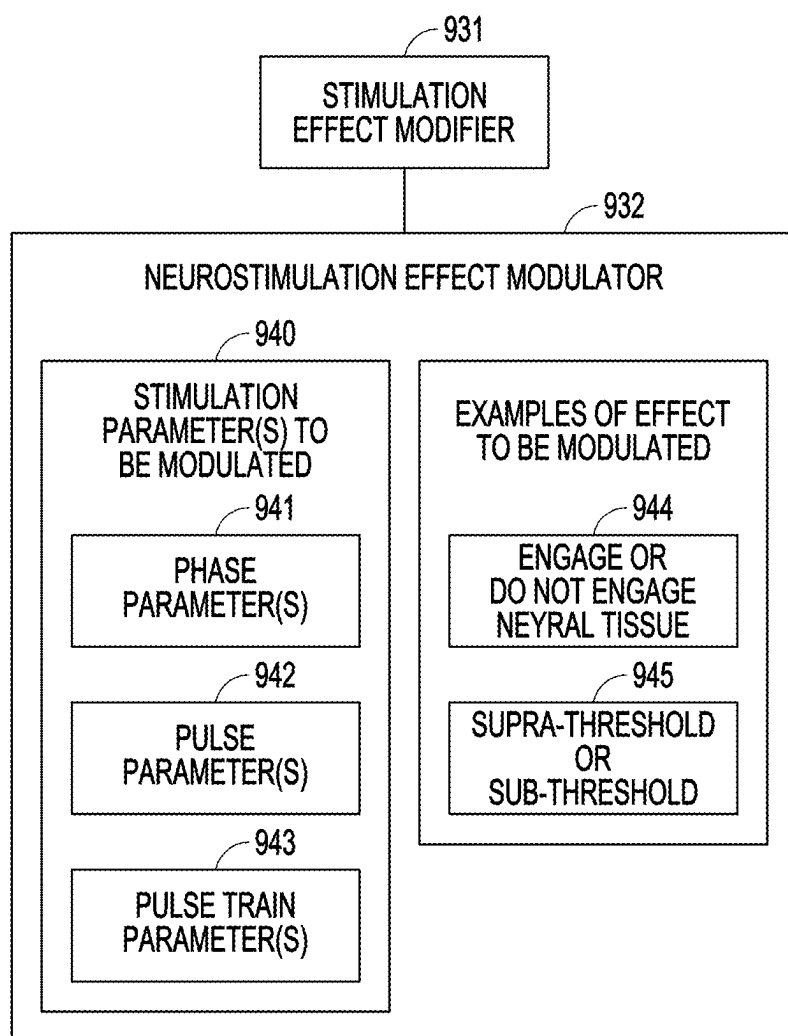 931
STIMULATION
EFFECT MODIFIER
932
NEUROSTIMULATION EFFECT MODULATOR
940
STIMULATION
PARAMETER(S) TO
BE MODULATED
941
PHASE
PARAMETER(S)
942
PULSE
PARAMETER(S)
943
PULSE TRAIN
PARAMETER(S)
EXAMPLES OF EFFECT
TO BE MODULATED
944
ENGAGE OR
DO NOT ENGAGE
NEYRAL TISSUE
945
SUPRA-THRESHOLD
OR
SUB-THRESHOLD